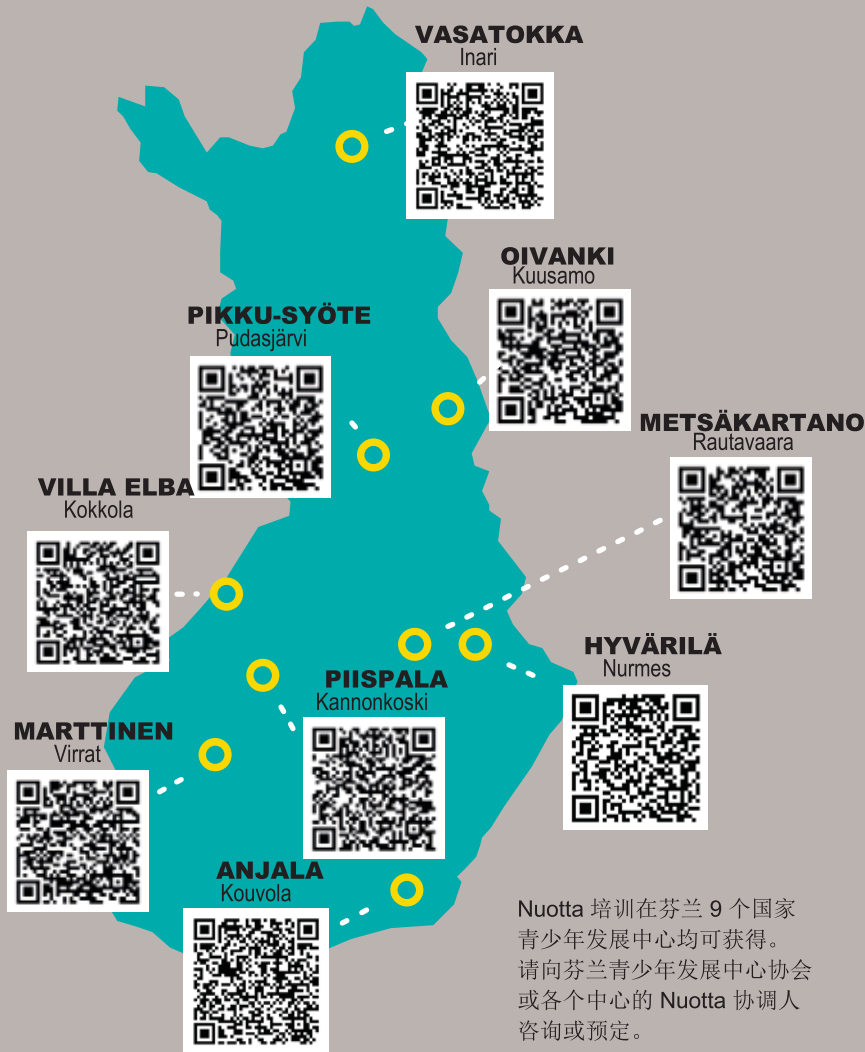 VASATOKKA
Inari
OIVANKI
Kuusamo
PIKKU-SYÖTE
Pudasjärvi
METSÄKARTANO
Rautavaara
VILLA ELBA
Kokkola
HYVÄRILÄ
Nurmes
PIISPALA
Kannonkoski
MARTTINEN
Virrat
ANJALA
Kouvola
Nuotta 培训在芬兰 9 个国家
青少年发展中心均可获得。
请向芬兰青少年发展中心协会
或各个中心的 Nuotta 协调人
咨询或预定。